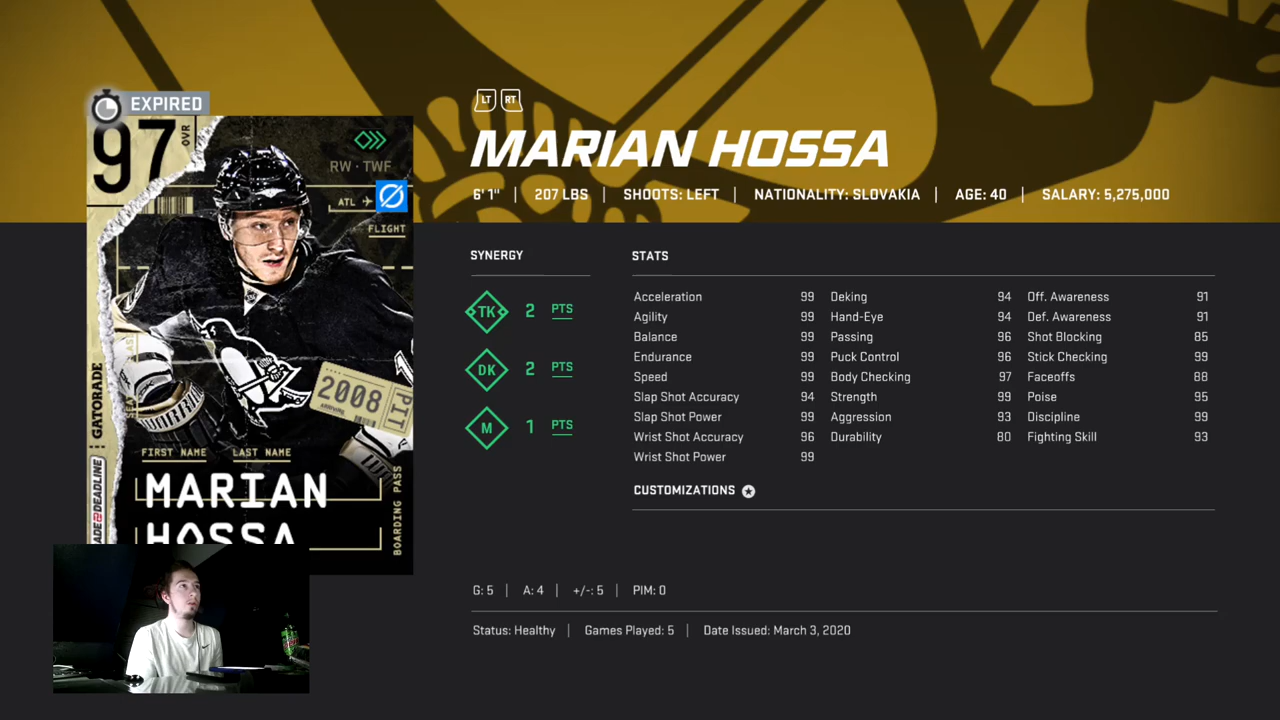 EXPIRED
97 OVR
RW · TWF
ATL
FLIGHT
GATORADE
2008
PIT
FIRST NAME LAST NAME
MARIAN
HOSSA
BOARDING PASS
LT RT
MARIAN HOSSA
6' 1" | 207 LBS | SHOOTS: LEFT | NATIONALITY: SLOVAKIA | AGE: 40 | SALARY: 5,275,000
SYNERGY
TK 2 PTS
DK 2 PTS
M 1 PTS
STATS
Acceleration 99 Deking 94 Off. Awareness 91
Agility 99 Hand-Eye 94 Def. Awareness 91
Balance 99 Passing 96 Shot Blocking 85
Endurance 99 Puck Control 96 Stick Checking 99
Speed 99 Body Checking 97 Faceoffs 88
Slap Shot Accuracy 94 Strength 99 Poise 95
Slap Shot Power 99 Aggression 93 Discipline 99
Wrist Shot Accuracy 96 Durability 80 Fighting Skill 93
Wrist Shot Power 99
CUSTOMIZATIONS
G: 5 | A: 4 | +/-: 5 | PIM: 0
Status: Healthy | Games Played: 5 | Date Issued: March 3, 2020